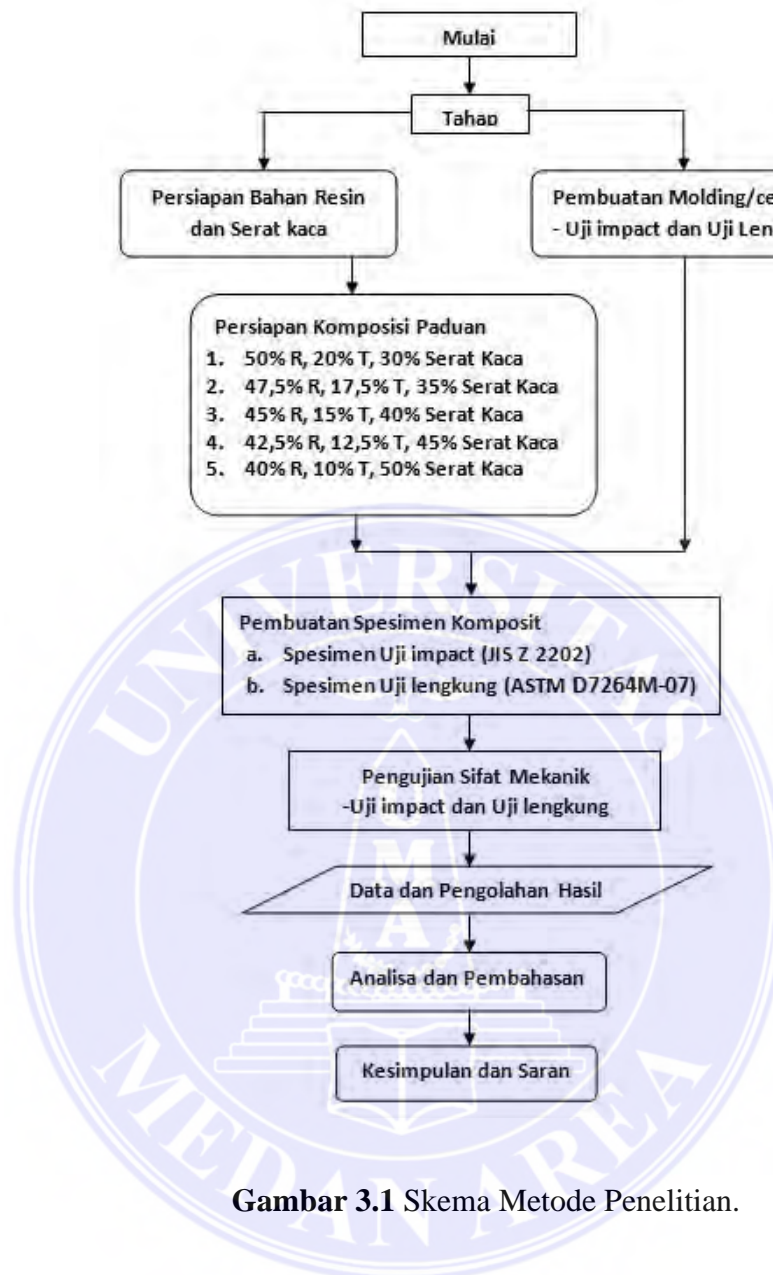 Mulai
Tahap
Persiapan Bahan Resin
dan Serat kaca
Pembuatan
- Uji impact dan Uji
Persiapan Komposisi Paduan
1. 50% R, 20% T, 30% Serat Kaca
2. 47,5% R, 17,5% T, 35% Serat Kaca
3. 45% R, 15% T, 40% Serat Kaca
4. 42,5% R, 12,5% T, 45% Serat Kaca
5. 40% R, 10% T, 50% Serat Kaca
Pembuatan Spesimen Komposit
a. Spesimen Uji impact (JIS Z 2202)
b. Spesimen Uji lengkung (ASTM D7264M-07)
Pengujian Sifat Mekanik
-Uji impact dan Uji lengkung
Data dan Pengolahan Hasil
Analisa dan Pembahasan
Kesimpulan dan Saran
UNIVERSITAS
MEDAN AREA
UMA
Gambar 3.1 Skema Metode Penelitian.